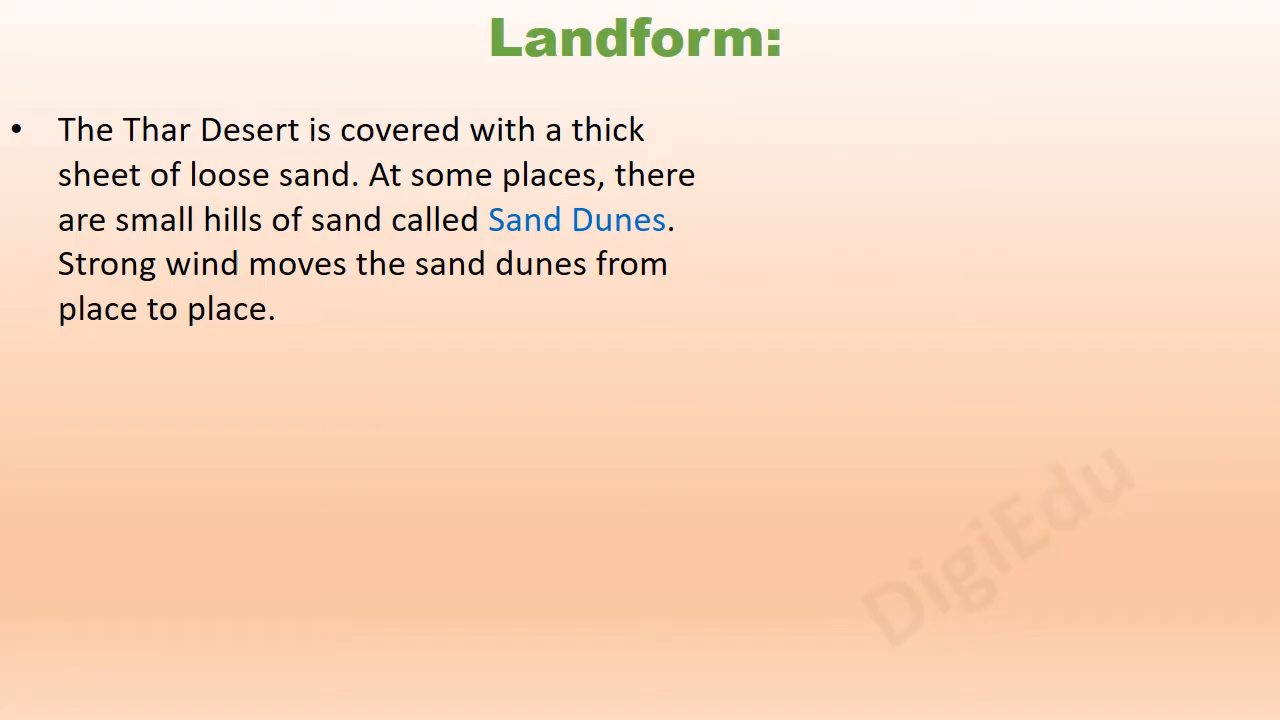 Landform:
• The Thar Desert is covered with a thick
sheet of loose sand. At some places, there
are small hills of sand called Sand Dunes.
Strong wind moves the sand dunes from
place to place.
DigiEdu